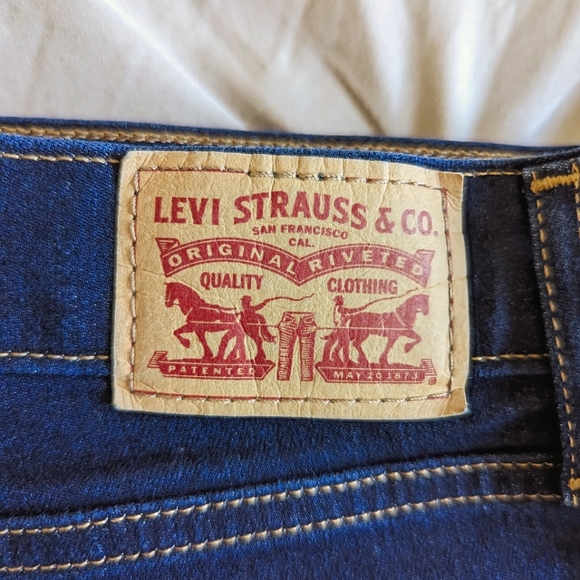 LEVI STRAUSS & CO.
SAN FRANCISCO
CAL.
ORIGINAL RIVETED
QUALITY CLOTHING
PATENTED MAY 20 1873
®